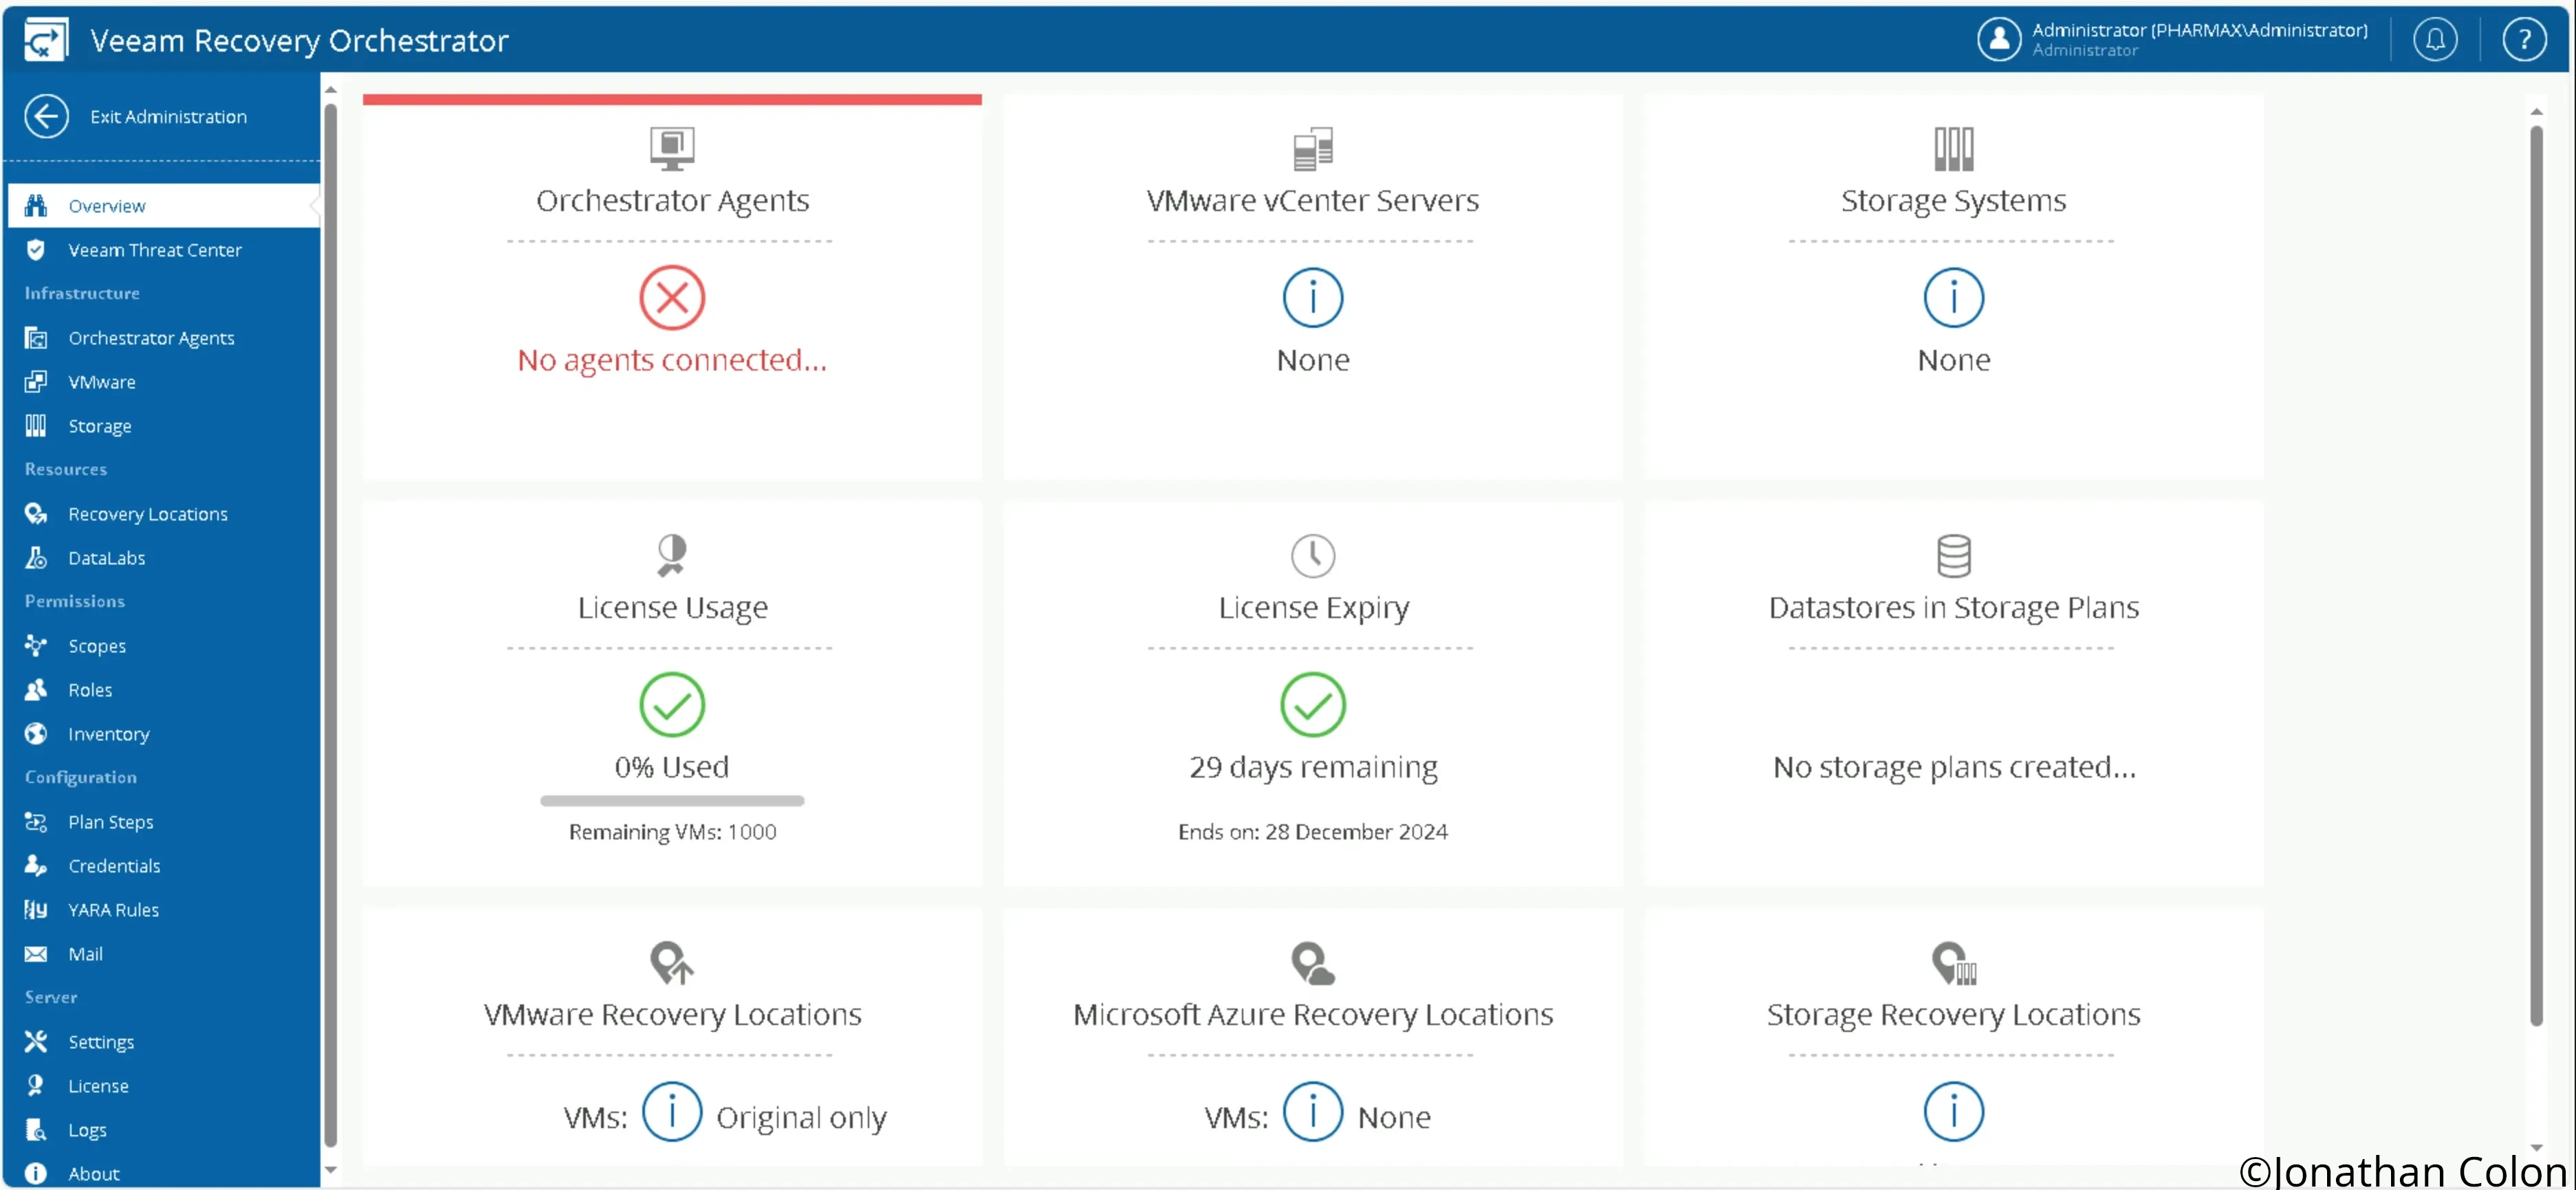 Veeam Recovery Orchestrator
Administrator (PHARMAX\Administrator)
Administrator
?
Exit Administration
Overview
Veeam Threat Center
Infrastructure
Orchestrator Agents
VMware
Storage
Resources
Recovery Locations
DataLabs
Permissions
Scopes
Roles
Inventory
Configuration
Plan Steps
Credentials
YARA Rules
Mail
Server
Settings
License
Logs
About
Orchestrator Agents
No agents connected...
VMware vCenter Servers
None
Storage Systems
None
License Usage
0% Used
Remaining VMs: 1000
License Expiry
29 days remaining
Ends on: 28 December 2024
Datastores in Storage Plans
No storage plans created...
VMware Recovery Locations
VMs: Original only
Microsoft Azure Recovery Locations
VMs: None
Storage Recovery Locations
©Jonathan Colon